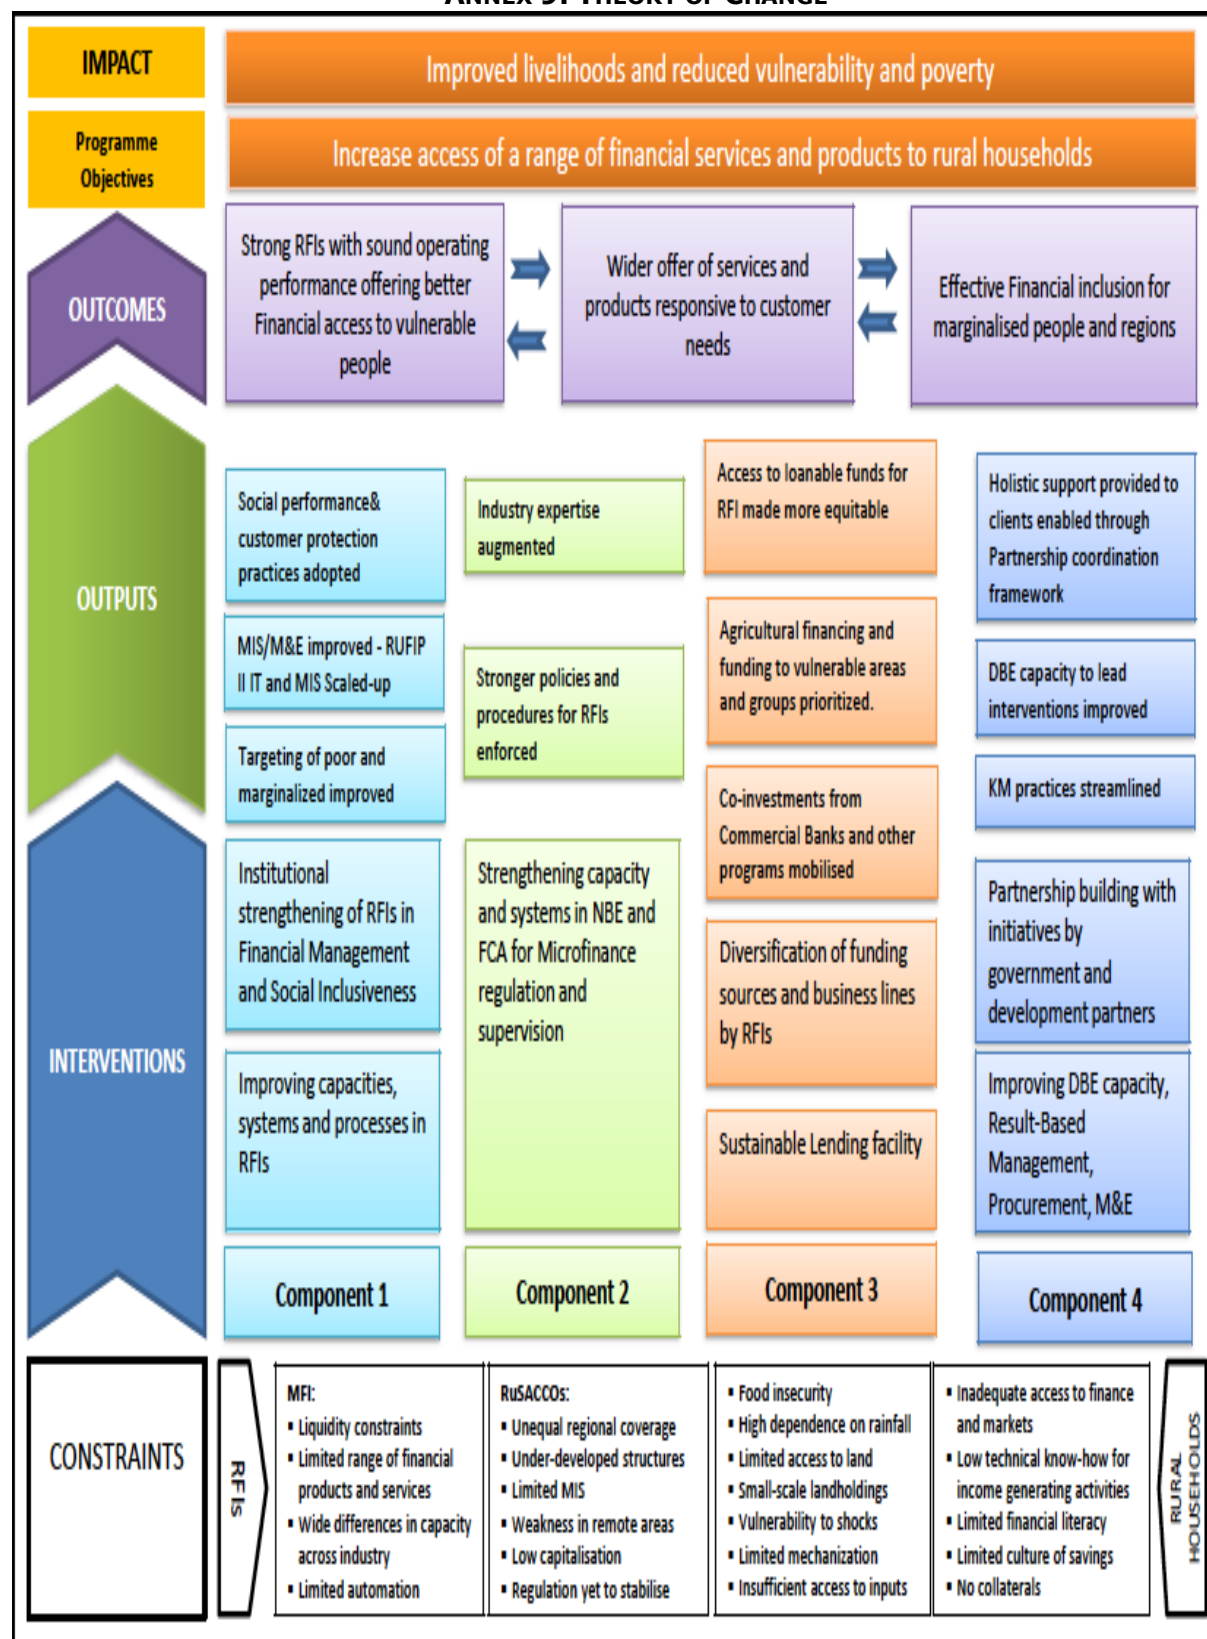 ANNEX 9: THEORY OF CHANGE
IMPACT
Improved livelihoods and reduced vulnerability and poverty
Programme
Objectives
Increase access of a range of financial services and products to rural households
OUTCOMES
Strong RFIs with sound operating
performance offering better
Financial access to vulnerable
people
Wider offer of services and
products responsive to customer
needs
Effective Financial inclusion for
marginalised people and regions
OUTPUTS
Social performance&
customer protection
practices adopted
MIS/M&E improved - RUFIP
II IT and MIS Scaled-up
Targeting of poor and
marginalized improved
Industry expertise
augmented
Stronger policies and
procedures for RFIs
enforced
Access to loanable funds for
RFI made more equitable
Agricultural financing and
funding to vulnerable areas
and groups prioritized.
Co-investments from
Commercial Banks and other
programs mobilised
Holistic support provided to
clients enabled through
Partnership coordination
framework
DBE capacity to lead
interventions improved
KM practices streamlined
INTERVENTIONS
Institutional
strengthening of RFIs in
Financial Management
and Social Inclusiveness
Improving capacities,
systems and processes in
RFIs
Strengthening capacity
and systems in NBE and
FCA for Microfinance
regulation and
supervision
Diversification of funding
sources and business lines
by RFIs
Sustainable Lending facility
Partnership building with
initiatives by
government and
development partners
Improving DBE capacity,
Result-Based
Management,
Procurement, M&E
Component 1
Component 2
Component 3
Component 4
CONSTRAINTS
RFIs
MFI:
▪ Liquidity constraints
▪ Limited range of financial
products and services
▪ Wide differences in capacity
across industry
▪ Limited automation
RuSACCOs:
▪ Unequal regional coverage
▪ Under-developed structures
▪ Limited MIS
▪ Weakness in remote areas
▪ Low capitalisation
▪ Regulation yet to stabilise
▪ Food insecurity
▪ High dependence on rainfall
▪ Limited access to land
▪ Small-scale landholdings
▪ Vulnerability to shocks
▪ Limited mechanization
▪ Insufficient access to inputs
▪ Inadequate access to finance
and markets
▪ Low technical know-how for
income generating activities
▪ Limited financial literacy
▪ Limited culture of savings
▪ No collaterals
RURAL
HOUSEHOLDS